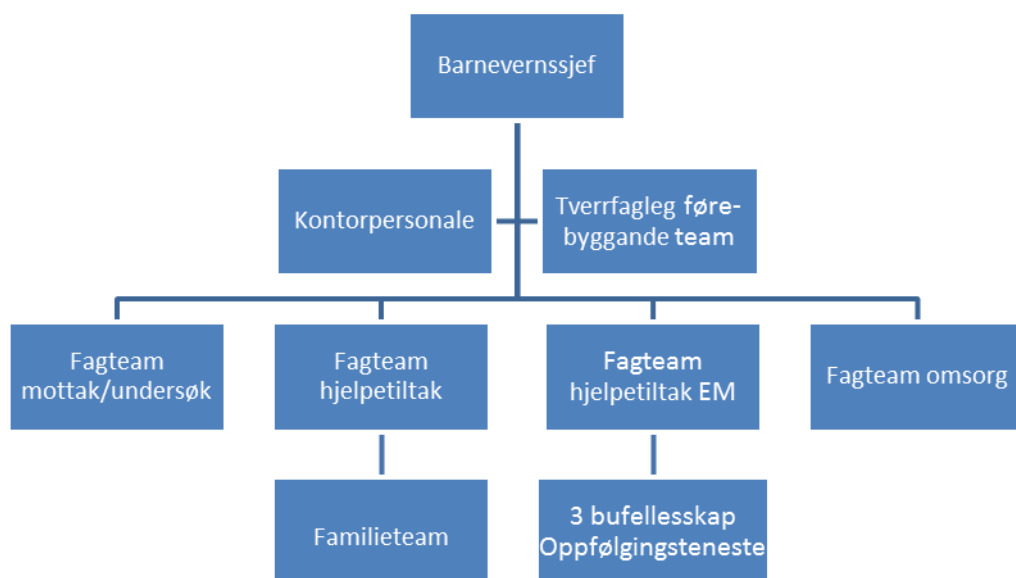 Barnevernssjef
Kontorpersonale
Tverrfagleg føre-
byggande team
Fagteam
mottak/undersøk
Fagteam
hjelpetiltak
Fagteam
hjelpetiltak EM
Fagteam omsorg
Familieteam
3 bufellesskap
Oppfølgingsteneste